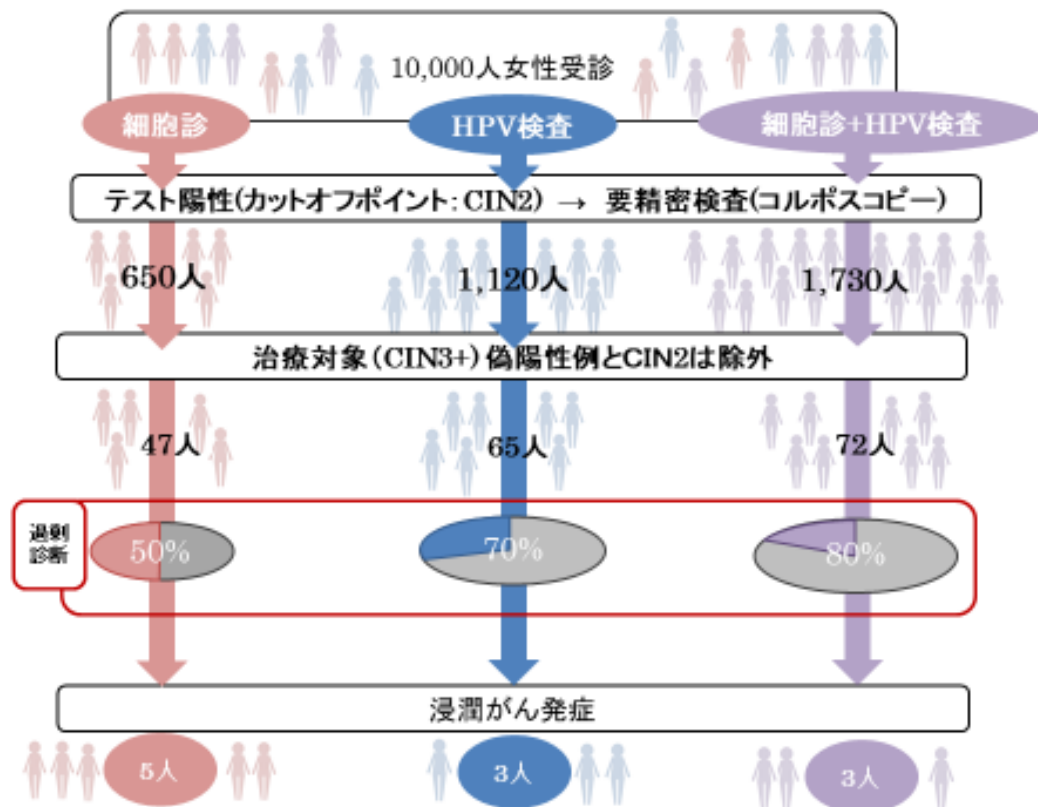 10,000人女性受診
細胞診
HPV検査
細胞診+HPV検査
テスト陽性(カットオフポイント:CIN2) → 要精密検査(コルポスコピー)
650人
1,120人
1,730人
治療対象(CIN3+)偽陽性例とCIN2は除外
47人
65人
72人
過剰
診断
50%
70%
80%
浸潤がん発症
5人
3人
3人